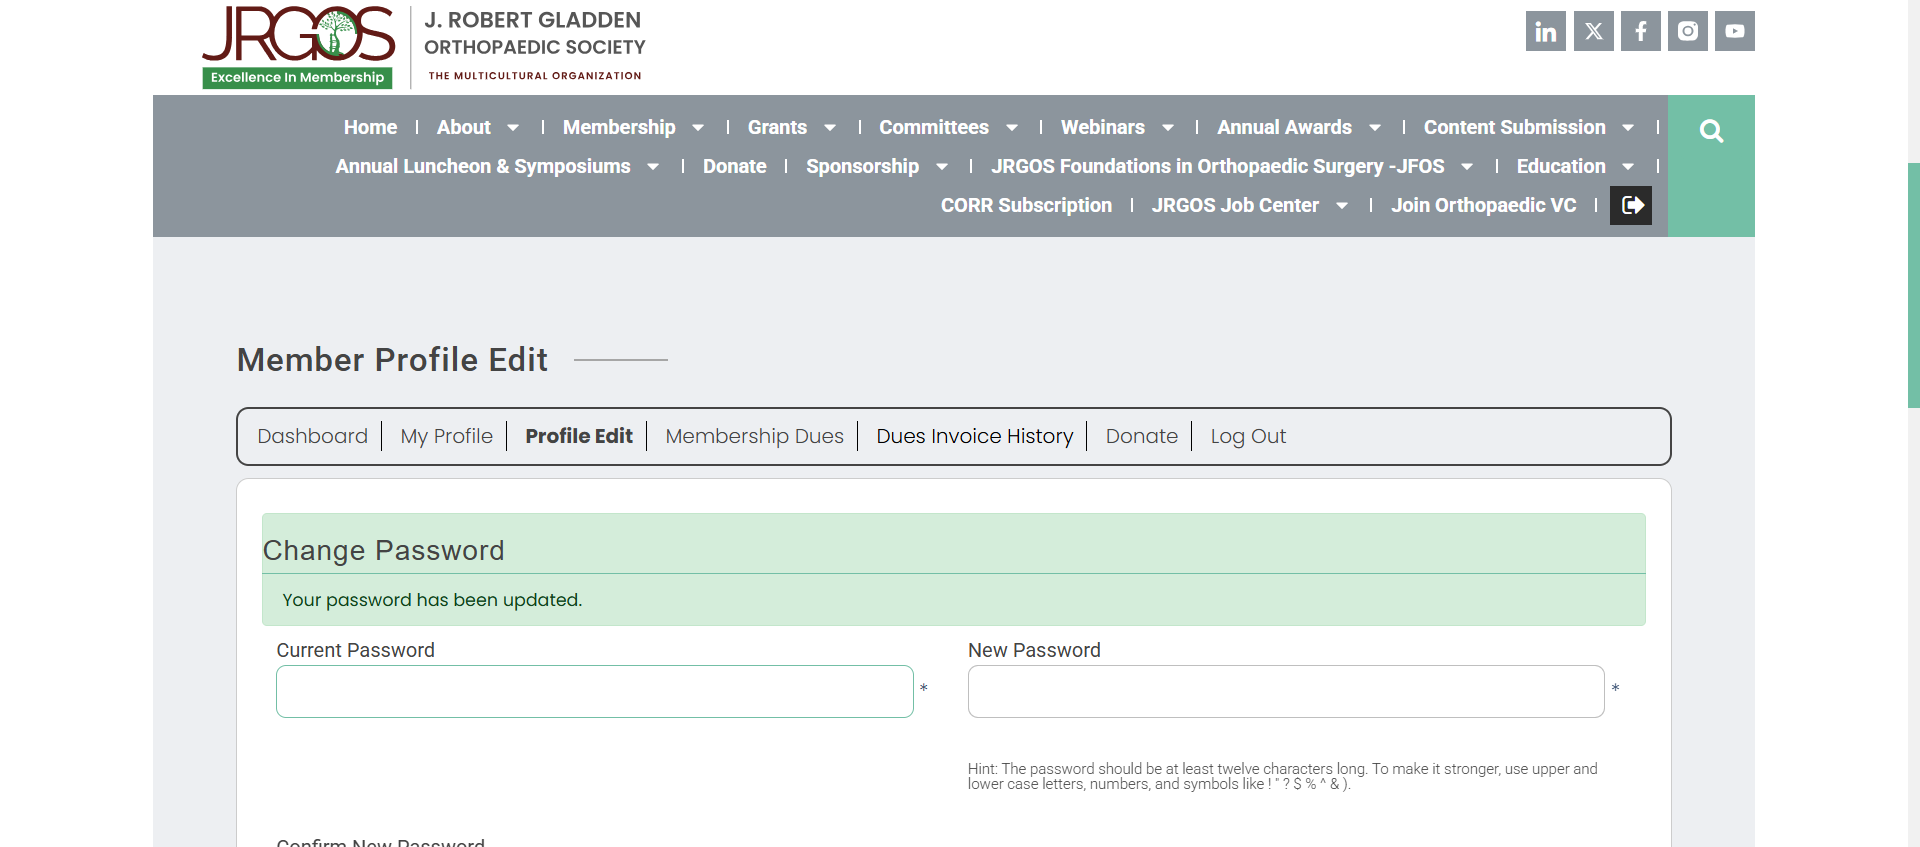 JRGOS
Excellence In Membership
J. ROBERT GLADDEN
ORTHOPAEDIC SOCIETY
THE MULTICULTURAL ORGANIZATION
Home | About | Membership | Grants | Committees | Webinars | Annual Awards | Content Submission |
Annual Luncheon & Symposiums | Donate | Sponsorship | JRGOS Foundations in Orthopaedic Surgery -JFOS | Education |
CORR Subscription | JRGOS Job Center | Join Orthopaedic VC |
Member Profile Edit
Dashboard | My Profile | Profile Edit | Membership Dues | Dues Invoice History | Donate | Log Out
Change Password
Your password has been updated.
Current Password
*
New Password
*
Hint: The password should be at least twelve characters long. To make it stronger, use upper and
lower case letters, numbers, and symbols like ! " ? $ % ^ & ).
Confirm New Password